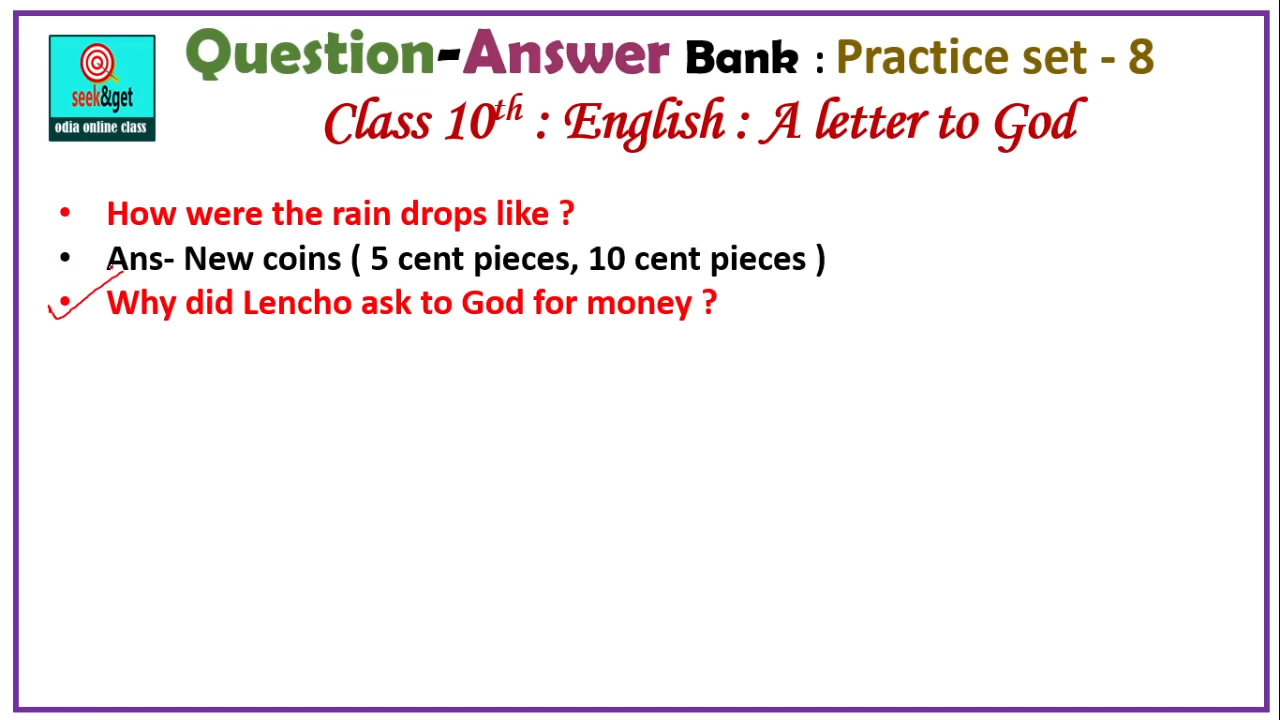 seek&get
odia online class
Question-Answer Bank : Practice set - 8
Class 10th : English : A letter to God
• How were the rain drops like ?
• Ans- New coins ( 5 cent pieces, 10 cent pieces )
• Why did Lencho ask to God for money ?